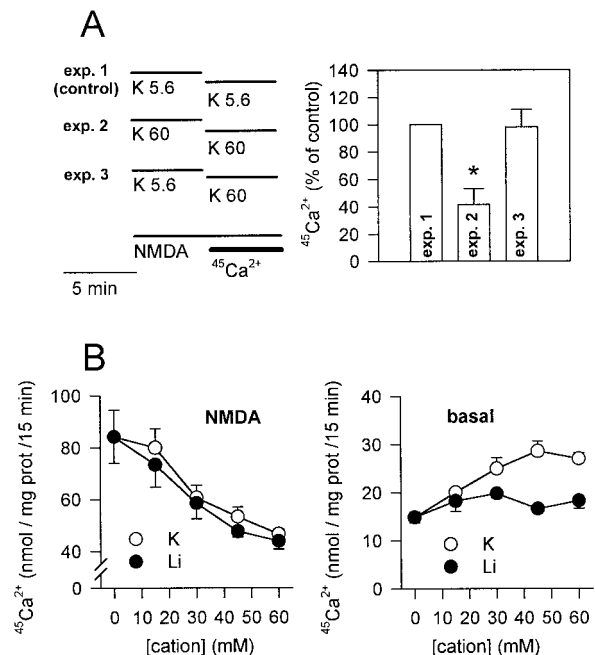 A
exp. 1
(control)
K 5.6
K 5.6
exp. 2
K 60
K 60
exp. 3
K 5.6
K 60
NMDA
45Ca2+
5 min
45Ca2+ (% of control)
140
120
100
80
60
40
20
0
*
exp. 1
exp. 2
exp. 3
B
45Ca2+ (nmol / mg prot /15 min)
100
80
60
40
0
NMDA
K
Li
0 10 20 30 40 50 60
[cation] (mM)
45Ca2+ (nmol / mg prot /15 min)
40
30
20
10
0
basal
K
Li
0 10 20 30 40 50 60
[cation] (mM)